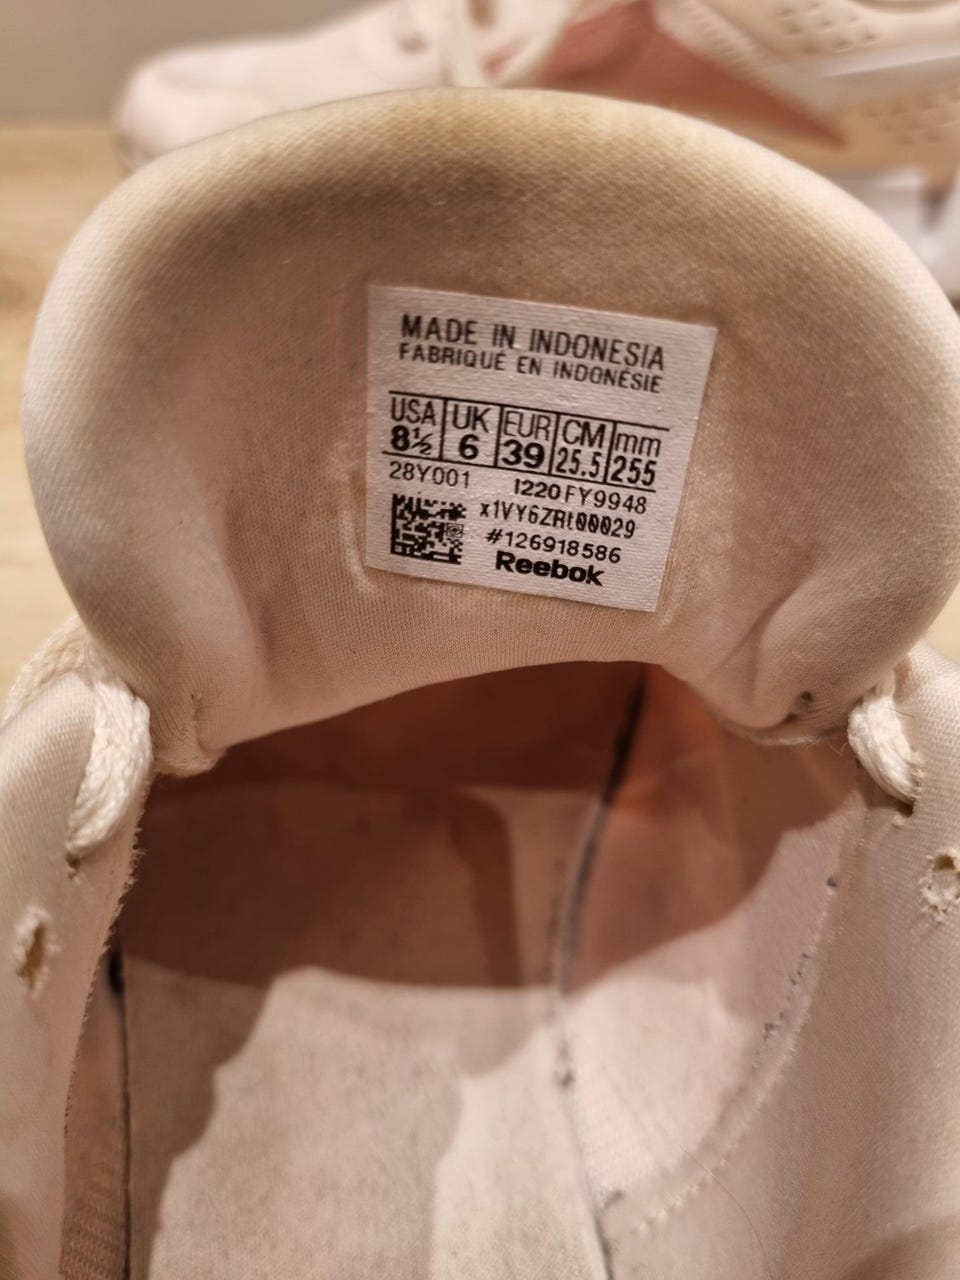 MADE IN INDONESIA
FABRIQUÉ EN INDONÉSIE
USA UK EUR CM mm
8½ 6 39 25.5 255
28Y001 I220 FY9948
x1VY6ZRt00029
#126918586
Reebok